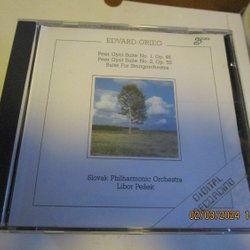 EDVARD GRIEG
Peer Gynt Suite No. 1, Op. 46
Peer Gynt Suite No. 2, Op. 55
Suite For Stringorchestra
Slovak Philharmonic Orchestra
Libor Pešek
DIGITAL
RECORDING
02/03/2024